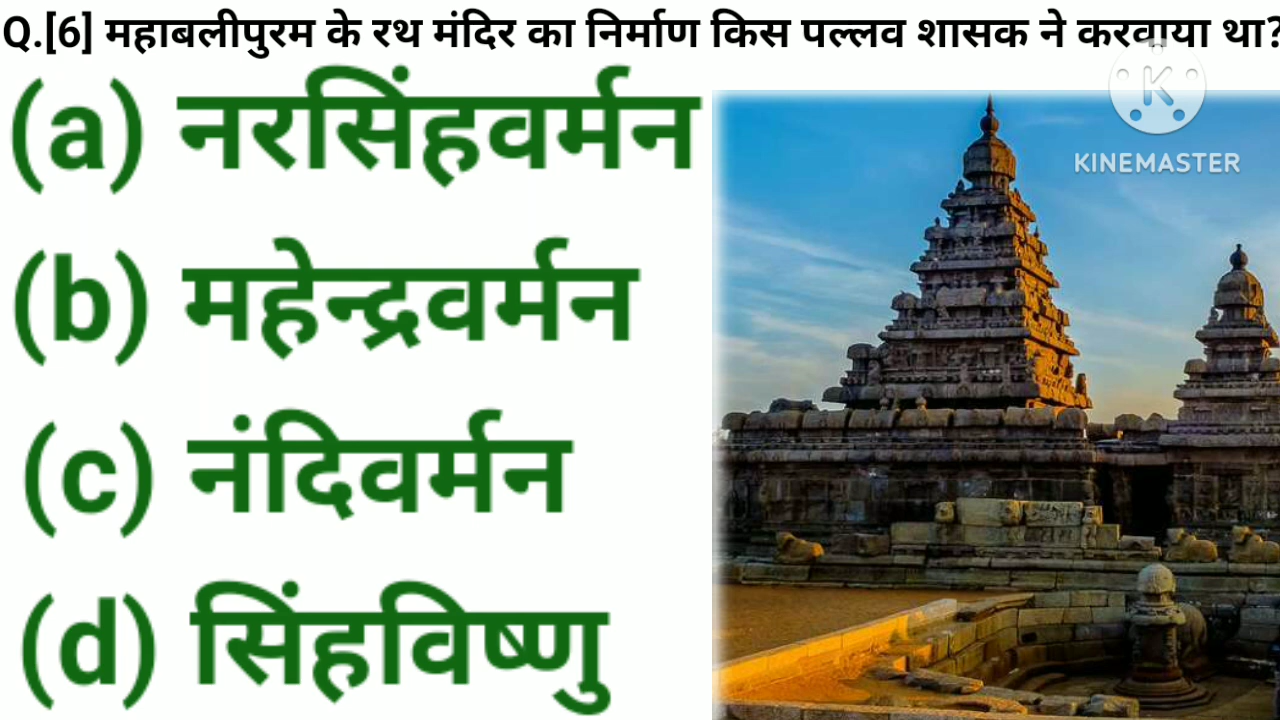 Q.[6] महाबलीपुरम के रथ मंदिर का निर्माण किस पल्लव शासक ने करवाया था?
(a) नरसिंहवर्मन
(b) महेन्द्रवर्मन
(c) नंदिवर्मन
(d) सिंहविष्णु
K
KINEMASTER